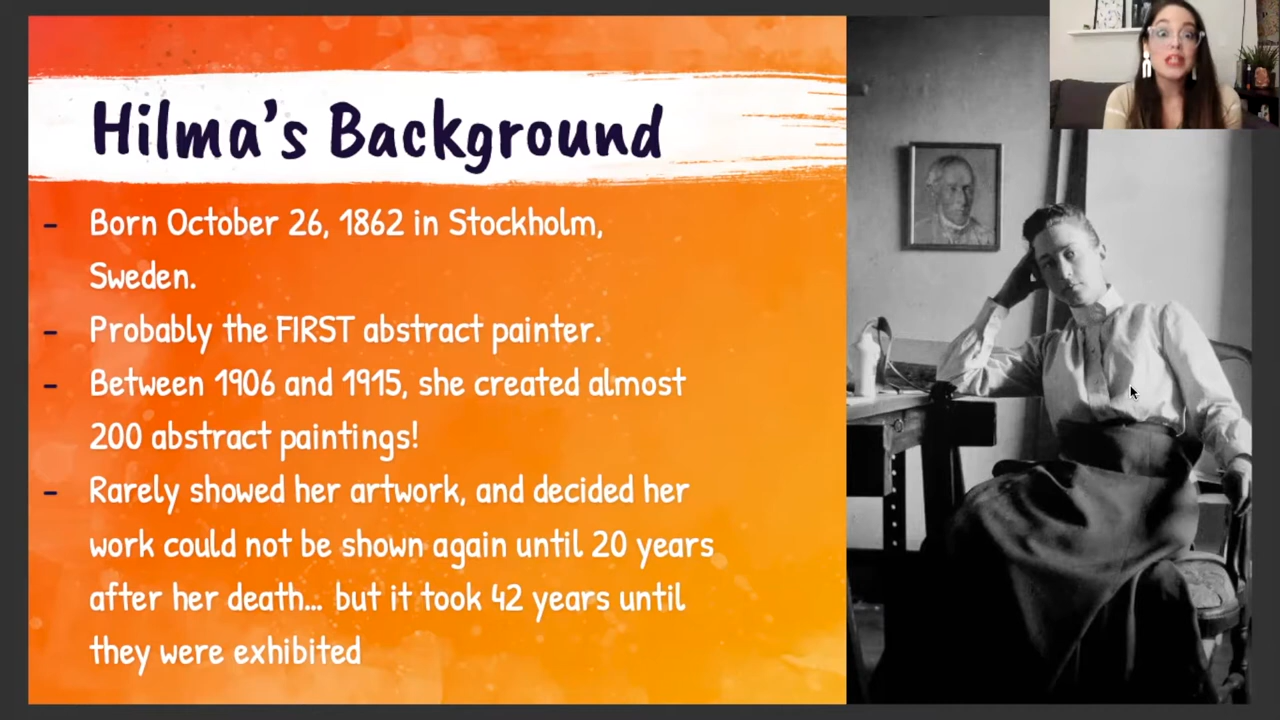 Hilma's Background
- Born October 26, 1862 in Stockholm,
Sweden.
- Probably the FIRST abstract painter.
- Between 1906 and 1915, she created almost
200 abstract paintings!
- Rarely showed her artwork, and decided her
work could not be shown again until 20 years
after her death... but it took 42 years until
they were exhibited